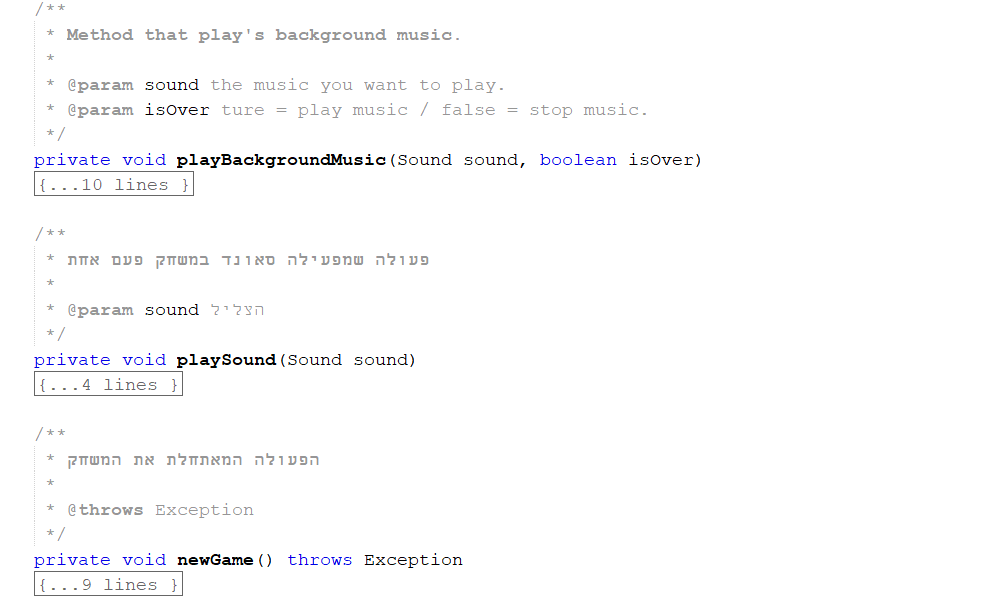 /**
* Method that play's background music.
*
* @param sound the music you want to play.
* @param isOver ture = play music / false = stop music.
*/
private void playBackgroundMusic(Sound sound, boolean isOver)
{...10 lines }
/**
* פעולה שמפעילה סאונד במשחק פעם אחת
*
* @param sound הצליל
*/
private void playSound(Sound sound)
{...4 lines }
/**
* הפעולה המאתחלת את המשחק
*
* @throws Exception
*/
private void newGame() throws Exception
{...9 lines }